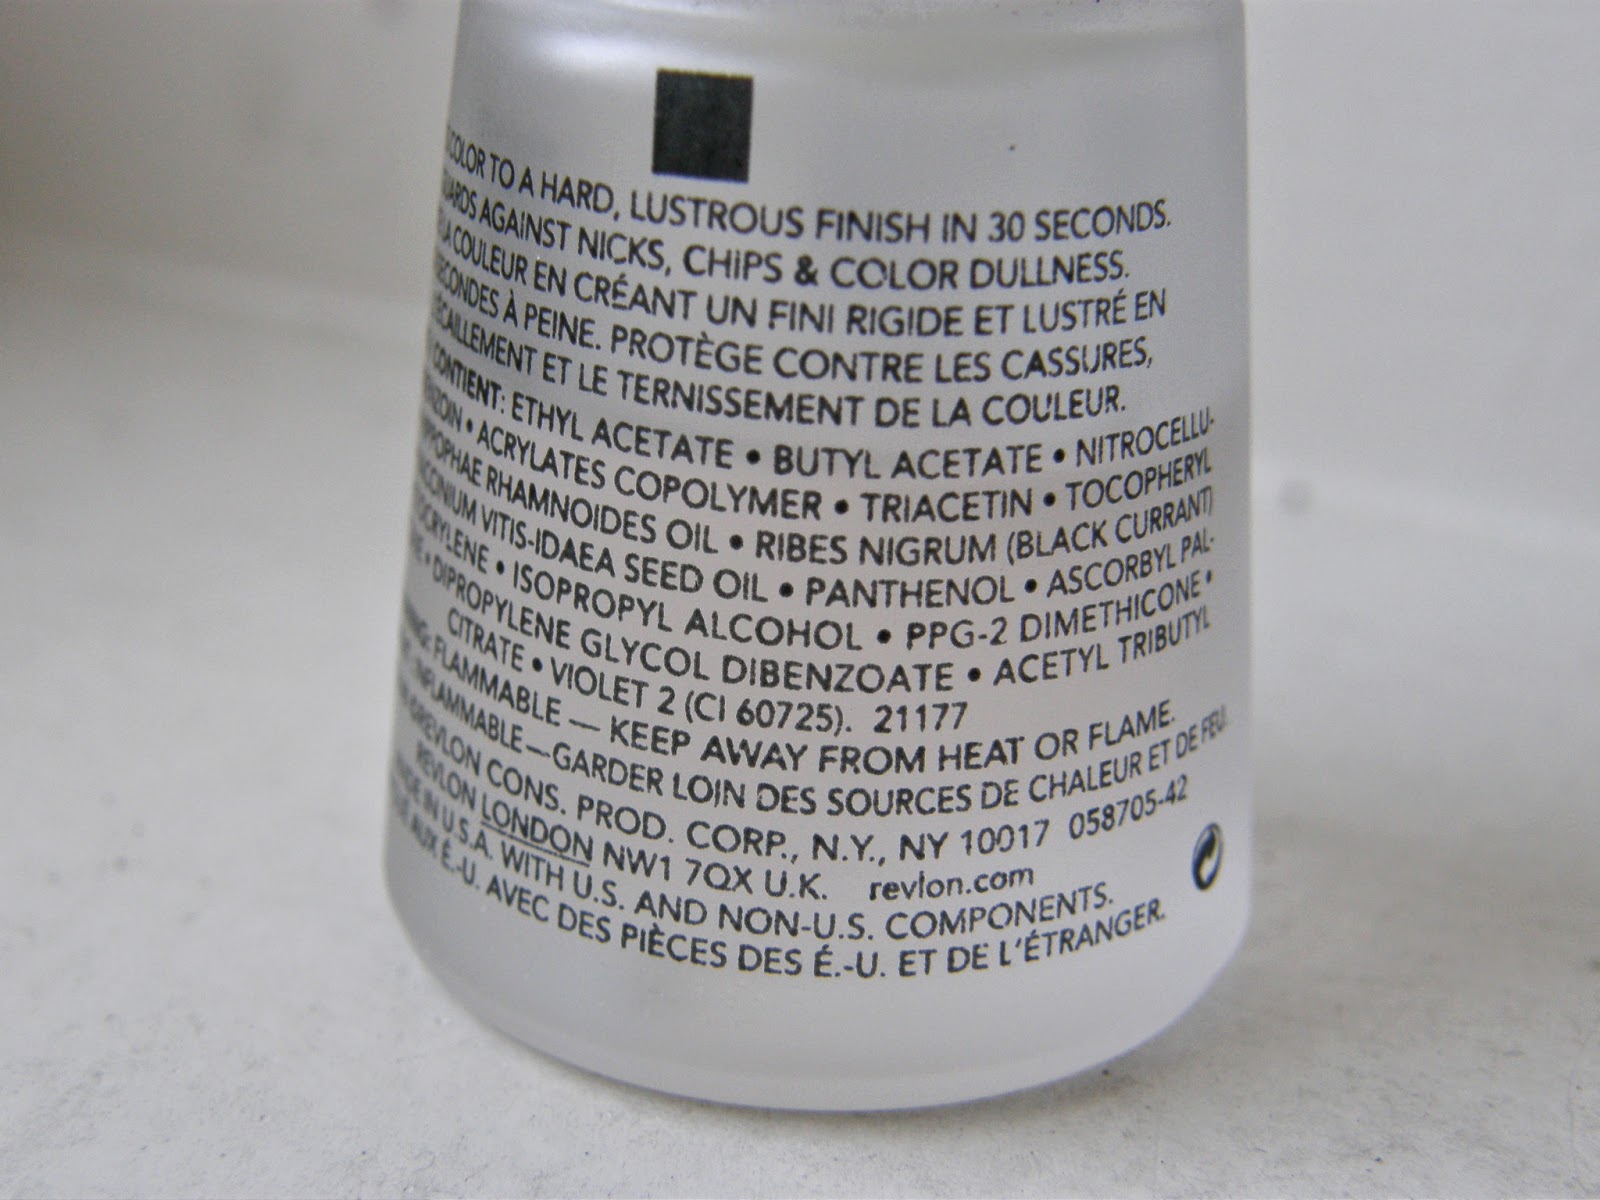 COLOR TO A HARD, LUSTROUS FINISH IN 30 SECONDS.
AGAINST NICKS, CHIPS & COLOR DULLNESS.
LA COULEUR EN CRÉANT UN FINI RIGIDE ET LUSTRÉ EN
À PEINE. PROTÈGE CONTRE LES CASSURES,
ET LE TERNISSEMENT DE LA COULEUR.
CONTIENT: ETHYL ACETATE • BUTYL ACETATE • NITROCELLU-
• ACRYLATES COPOLYMER • TRIACETIN • TOCOPHERYL
RHAMNOIDES OIL • RIBES NIGRUM (BLACK CURRANT)
VITIS-IDAEA SEED OIL • PANTHENOL • ASCORBYL PAL-
• ISOPROPYL ALCOHOL • PPG-2 DIMETHICONE •
• DIPROPYLENE GLYCOL DIBENZOATE • ACETYL TRIBUTYL
CITRATE • VIOLET 2 (CI 60725). 21177
FLAMMABLE — KEEP AWAY FROM HEAT OR FLAME.
INFLAMMABLE—GARDER LOIN DES SOURCES DE CHALEUR ET DE FEU.
©REVLON CONS. PROD. CORP., N.Y., NY 10017 058705-42
REVLON LONDON NW1 7QX U.K. revlon.com
IN U.S.A. WITH U.S. AND NON-U.S. COMPONENTS.
AUX É.-U. AVEC DES PIÈCES DES É.-U. ET DE L'ÉTRANGER.